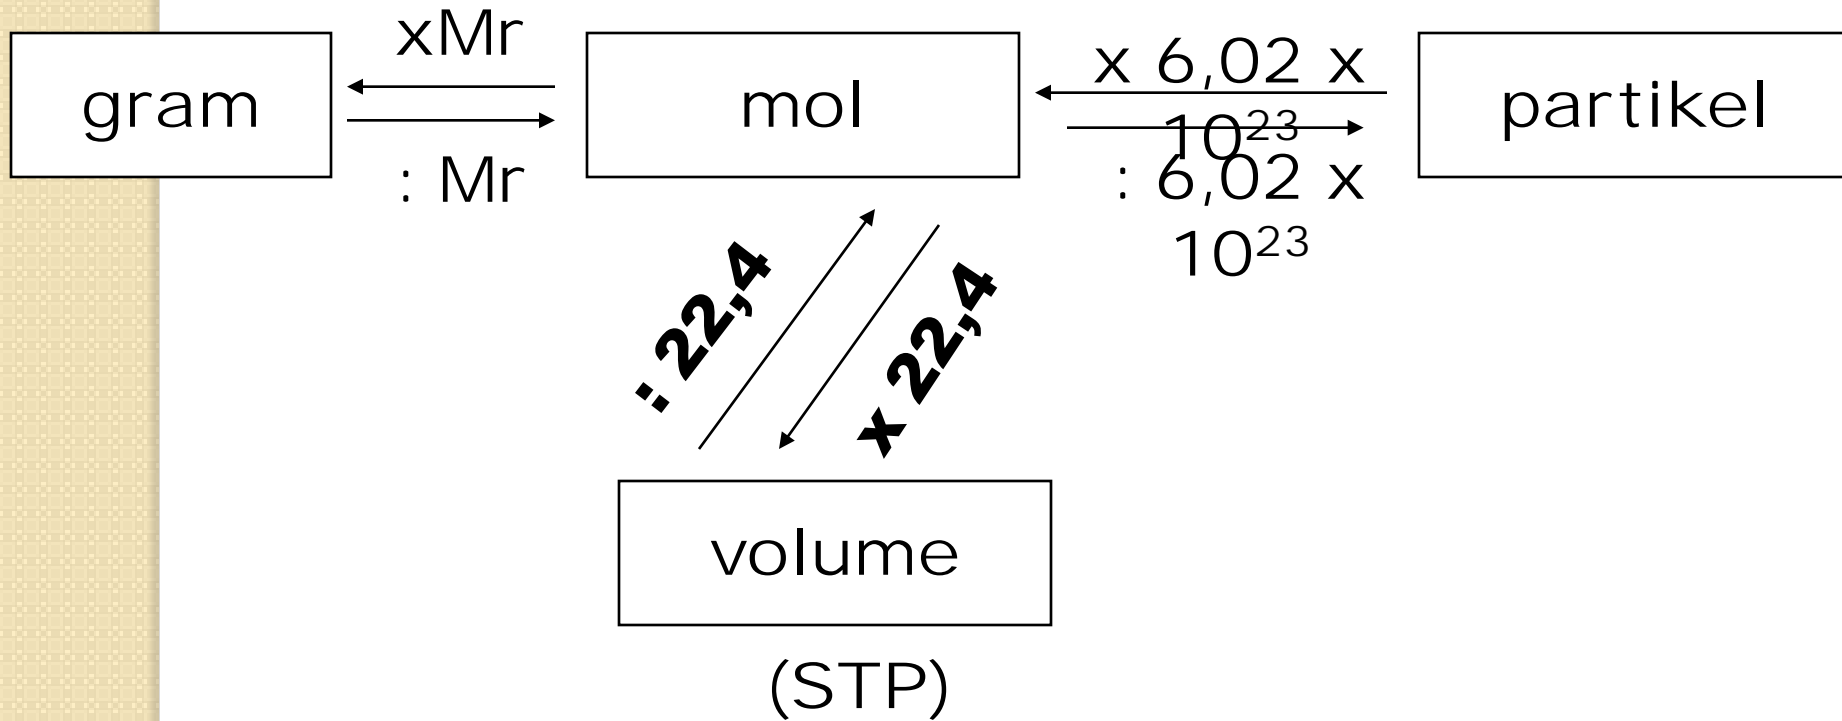 xMr
gram
mol
x 6,02 x
10²³
partikel
: Mr
: 6,02 x
10²³
: 22,4
x 22,4
volume
(STP)